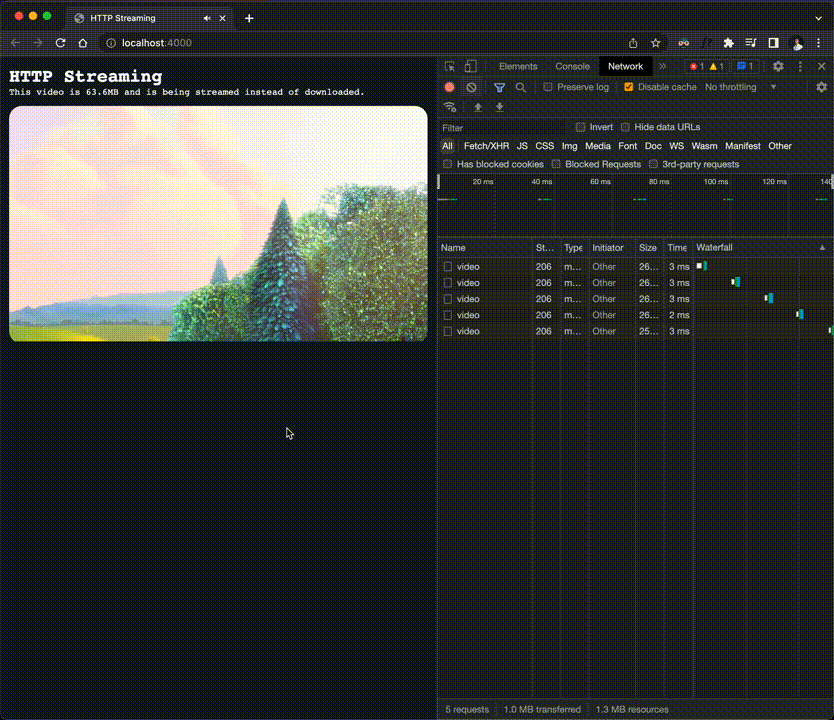 HTTP Streaming
localhost:4000
HTTP Streaming
This video is 63.6MB and is being streamed instead of downloaded.
Elements Console Network » 1 1 1
Preserve log Disable cache No throttling
Filter Invert Hide data URLs
All Fetch/XHR JS CSS Img Media Font Doc WS Wasm Manifest Other
Has blocked cookies Blocked Requests 3rd-party requests
20 ms 40 ms 60 ms 80 ms 100 ms 120 ms 140
Name St... Type Initiator Size Time Waterfall
video 206 m... Other 26... 3 ms
video 206 m... Other 26... 3 ms
video 206 m... Other 26... 3 ms
video 206 m... Other 26... 2 ms
video 206 m... Other 25... 3 ms
5 requests 1.0 MB transferred 1.3 MB resources